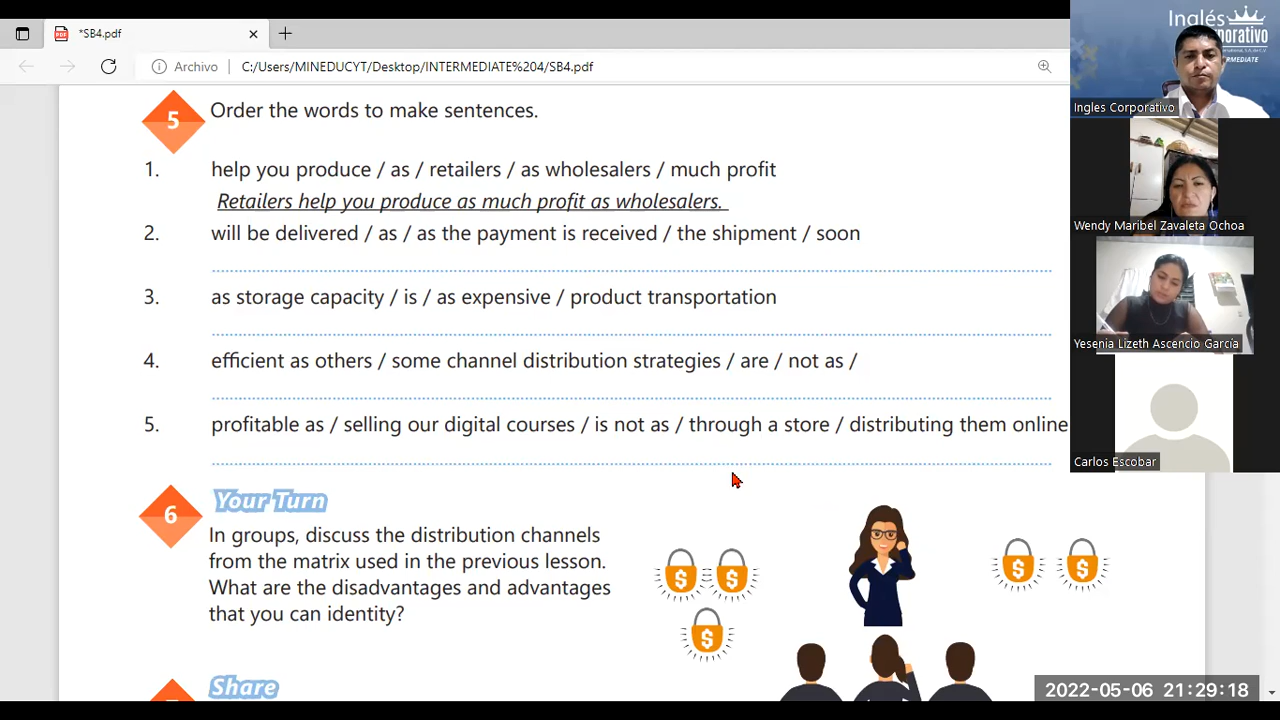 *SB4.pdf
Archivo
C:/Users/MINEDUCYT/Desktop/INTERMEDIATE%204/SB4.pdf
5
Order the words to make sentences.
1. help you produce / as / retailers / as wholesalers / much profit
Retailers help you produce as much profit as wholesalers.
2. will be delivered / as / as the payment is received / the shipment / soon
3. as storage capacity / is / as expensive / product transportation
4. efficient as others / some channel distribution strategies / are / not as /
5. profitable as / selling our digital courses / is not as / through a store / distributing them online
6
Your Turn
In groups, discuss the distribution channels
from the matrix used in the previous lesson.
What are the disadvantages and advantages
that you can identity?
$ $ $ $ $
Share
Inglés
Ingles Corporativo
Wendy Maribel Zavaleta Ochoa
Yesenia Lizeth Ascencio García
Carlos Escobar
2022-05-06 21:29:18